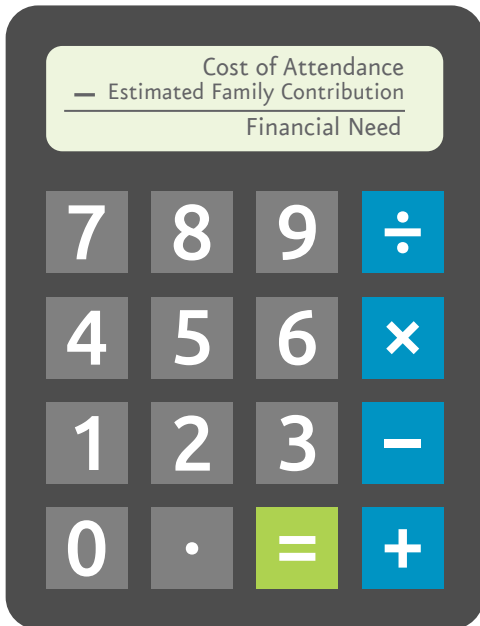 Cost of Attendance
– Estimated Family Contribution
Financial Need
7 8 9 ÷
4 5 6 ×
1 2 3 −
0 · = +